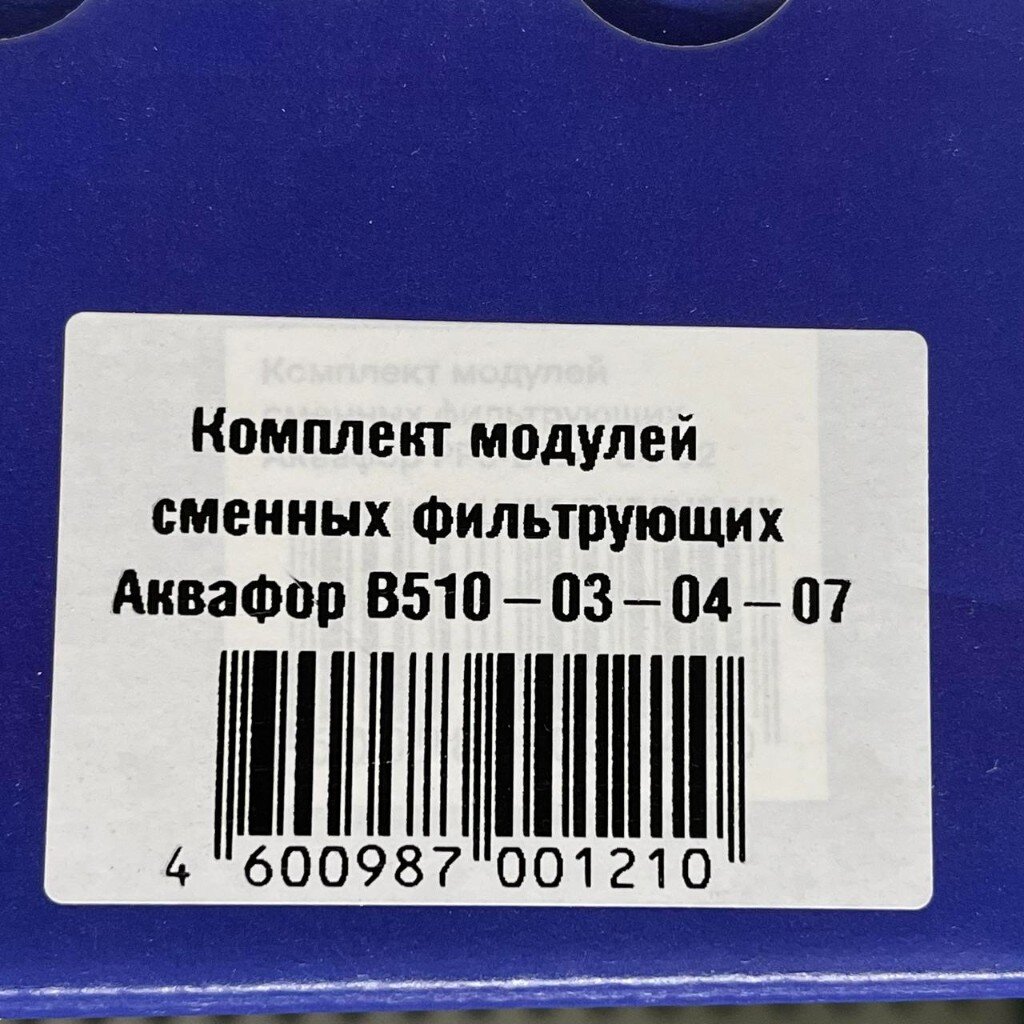 Комплект модулей
сменных фильтрующих
Аквафор В510-03-04-07
4 600987 001210